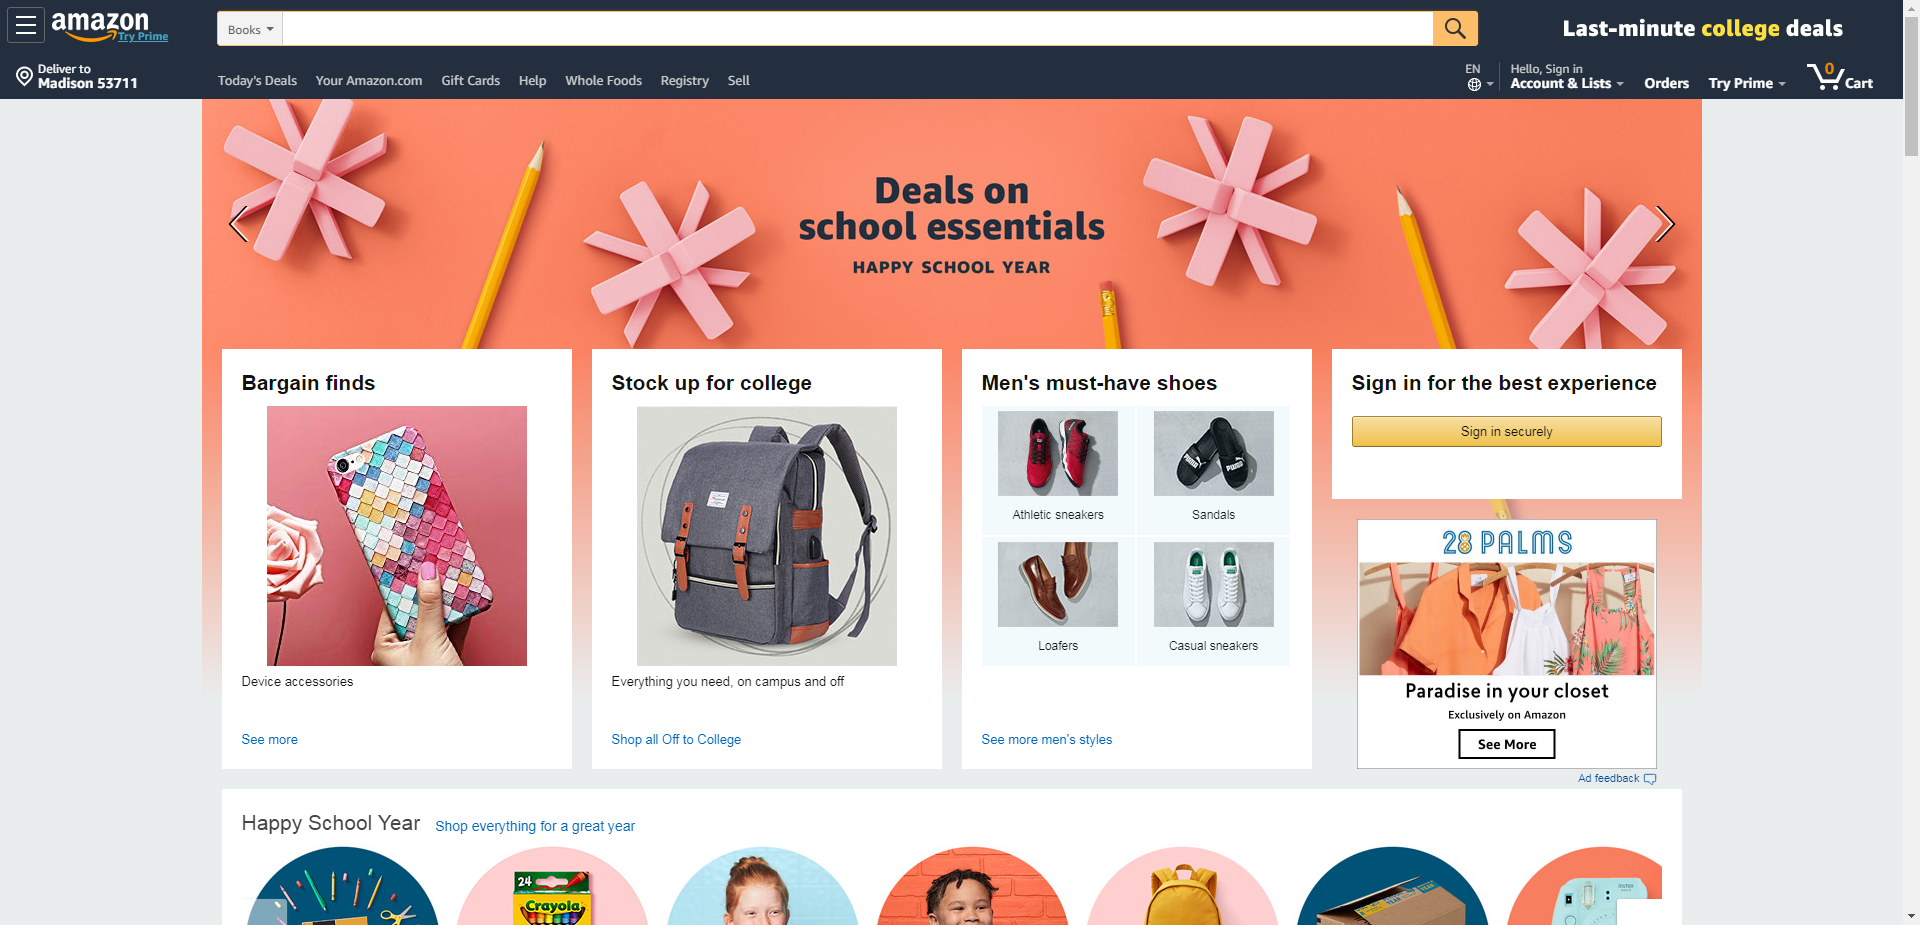 amazon
Try Prime
Books
Last-minute college deals
Deliver to
Madison 53711
Today's Deals
Your Amazon.com
Gift Cards
Help
Whole Foods
Registry
Sell
EN
Hello, Sign in
Account & Lists
Orders
Try Prime
0
Cart
Deals on
school essentials
HAPPY SCHOOL YEAR
Bargain finds
Device accessories
See more
Stock up for college
Everything you need, on campus and off
Shop all Off to College
Men's must-have shoes
PUMA
PUMA
Athletic sneakers
Sandals
Loafers
Casual sneakers
See more men's styles
Sign in for the best experience
Sign in securely
28 PALMS
Paradise in your closet
Exclusively on Amazon
See More
Ad feedback
Happy School Year
Shop everything for a great year
24
Crayola
instax